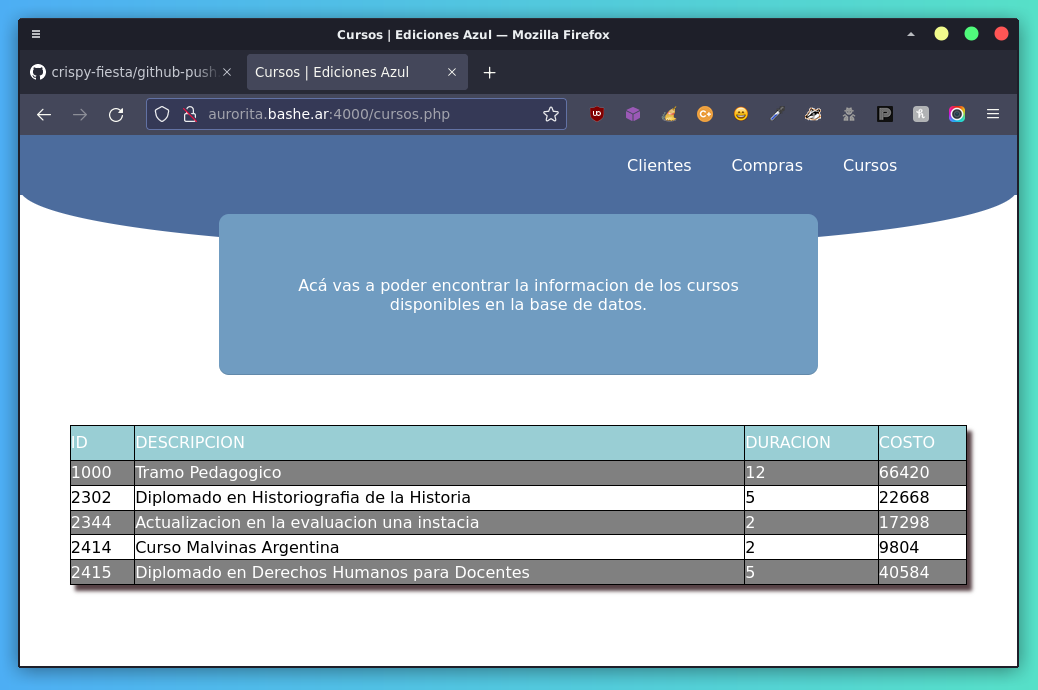 Cursos | Ediciones Azul — Mozilla Firefox
crispy-fiesta/github-push
Cursos | Ediciones Azul
aurorita.bashe.ar:4000/cursos.php
Clientes Compras Cursos
Acá vas a poder encontrar la informacion de los cursos
disponibles en la base de datos.
ID DESCRIPCION DURACION COSTO
1000 Tramo Pedagogico 12 66420
2302 Diplomado en Historiografia de la Historia 5 22668
2344 Actualizacion en la evaluacion una instacia 2 17298
2414 Curso Malvinas Argentina 2 9804
2415 Diplomado en Derechos Humanos para Docentes 5 40584